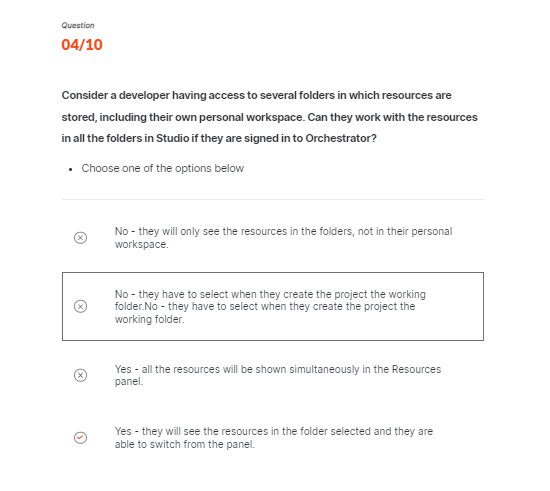 Question
04/10
Consider a developer having access to several folders in which resources are
stored, including their own personal workspace. Can they work with the resources
in all the folders in Studio if they are signed in to Orchestrator?
• Choose one of the options below
No - they will only see the resources in the folders, not in their personal
workspace.
No - they have to select when they create the project the working
folder.No - they have to select when they create the project the
working folder.
Yes - all the resources will be shown simultaneously in the Resources
panel.
Yes - they will see the resources in the folder selected and they are
able to switch from the panel.